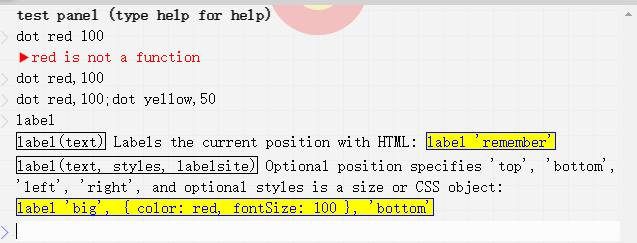 test panel (type help for help)
> dot red 100
▶red is not a function
> dot red,100
> dot red,100;dot yellow,50
> label
label(text) Labels the current position with HTML: label 'remember'
label(text, styles, labelsite) Optional position specifies 'top', 'bottom',
'left', 'right', and optional styles is a size or CSS object:
label 'big', { color: red, fontSize: 100 }, 'bottom'
>